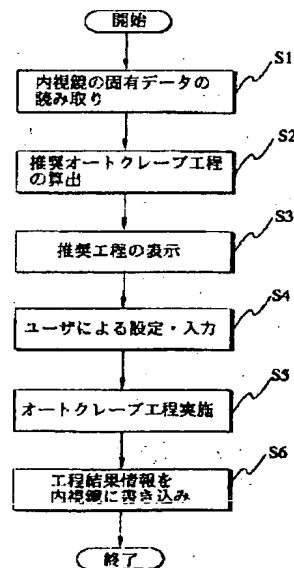 開始
内視鏡の固有データの
読み取り
S1
推奨オートクレーブ工程
の算出
S2
推奨工程の表示
S3
ユーザによる設定・入力
S4
オートクレーブ工程実施
S5
工程結果情報を
内視鏡に書き込み
S6
終了